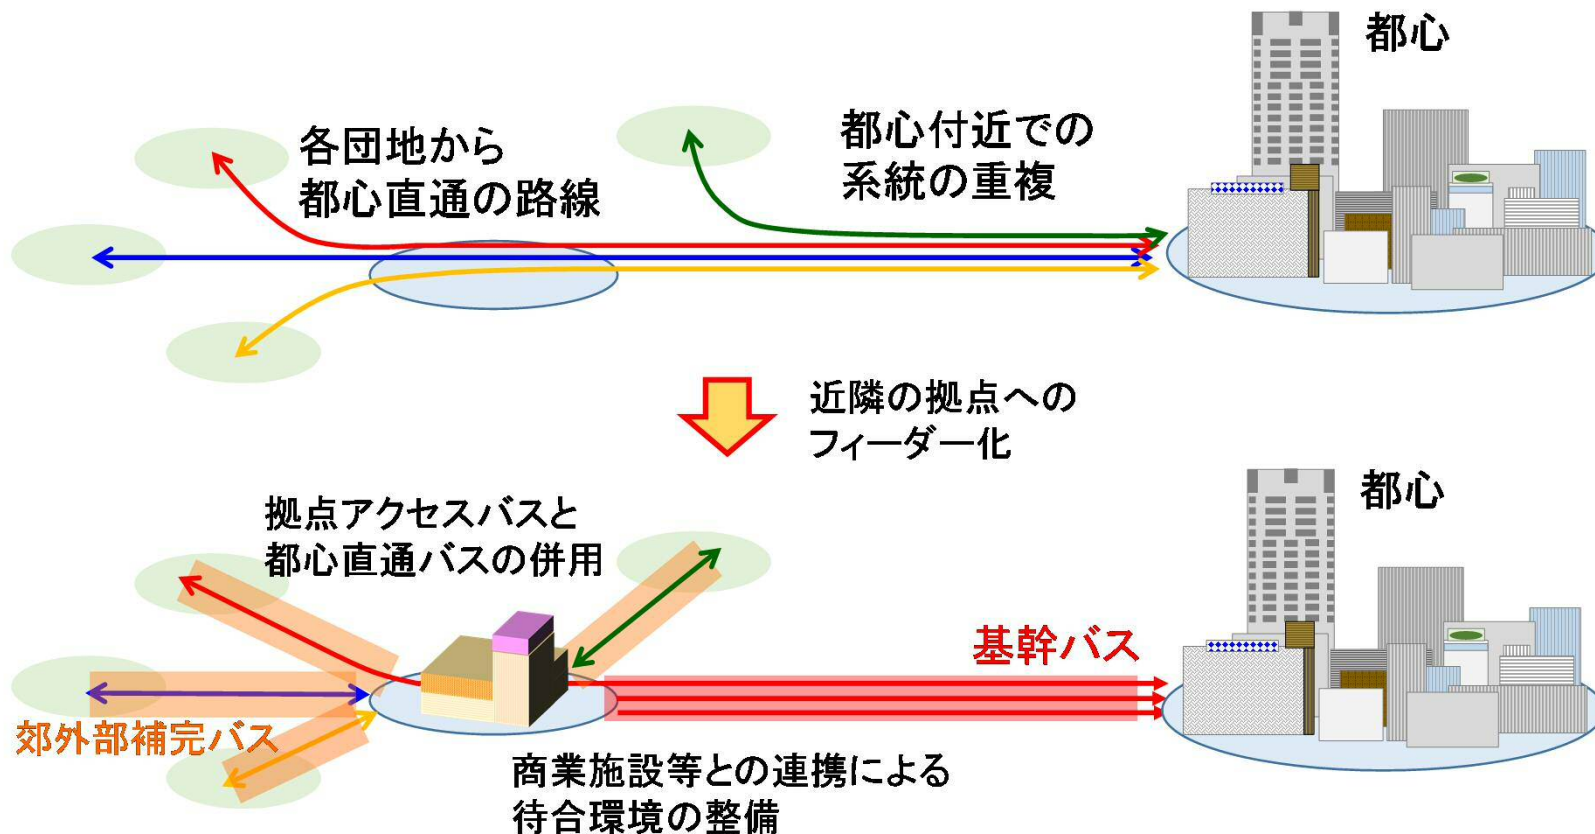 都心
各団地から
都心直通の路線
都心付近での
系統の重複
近隣の拠点への
フィーダー化
都心
拠点アクセスバスと
都心直通バスの併用
基幹バス
郊外部補完バス
商業施設等との連携による
待合環境の整備